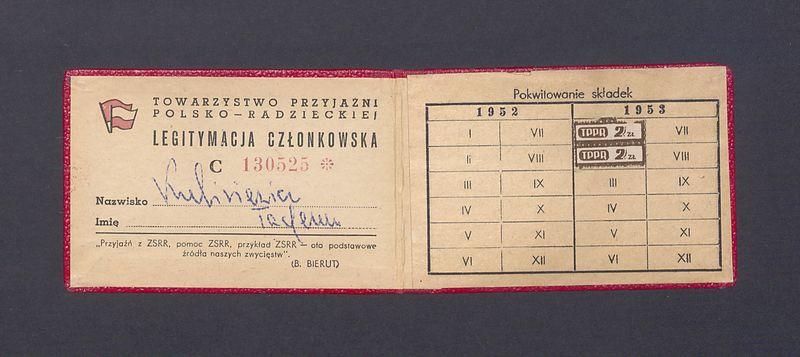 TOWARZYSTWO PRZYJAŹNI
POLSKO-RADZIECKIEJ
LEGITYMACJA CZŁONKOWSKA
C 130525 *
Nazwisko
Imię
„Przyjaźń z ZSRR, pomoc ZSRR, przykład ZSRR — oto podstawowe
źródła naszych zwycięstw".
(B. BIERUT)
Pokwitowanie składek
1952 1953
I VII TPPR 2 zł VII
II VIII TPPR 2 zł VIII
III IX III IX
IV X IV X
V XI V XI
VI XII VI XII